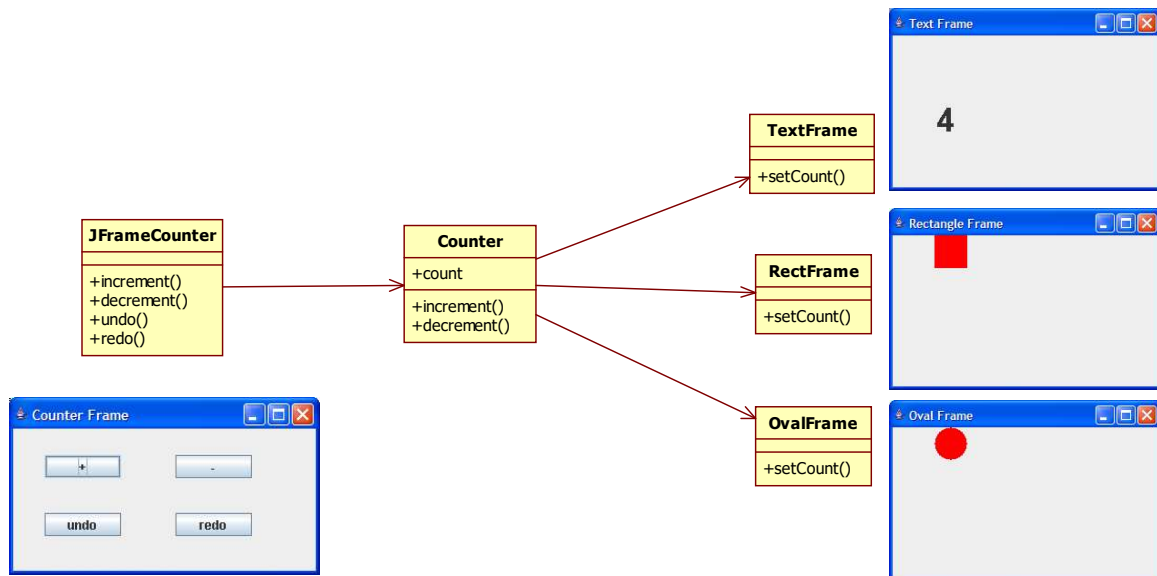 Text Frame
4
TextFrame
+setCount()
JFrameCounter
+increment()
+decrement()
+undo()
+redo()
Counter
+count
+increment()
+decrement()
Rectangle Frame
RectFrame
+setCount()
Counter Frame
+ -
undo redo
OvalFrame
+setCount()
Oval Frame